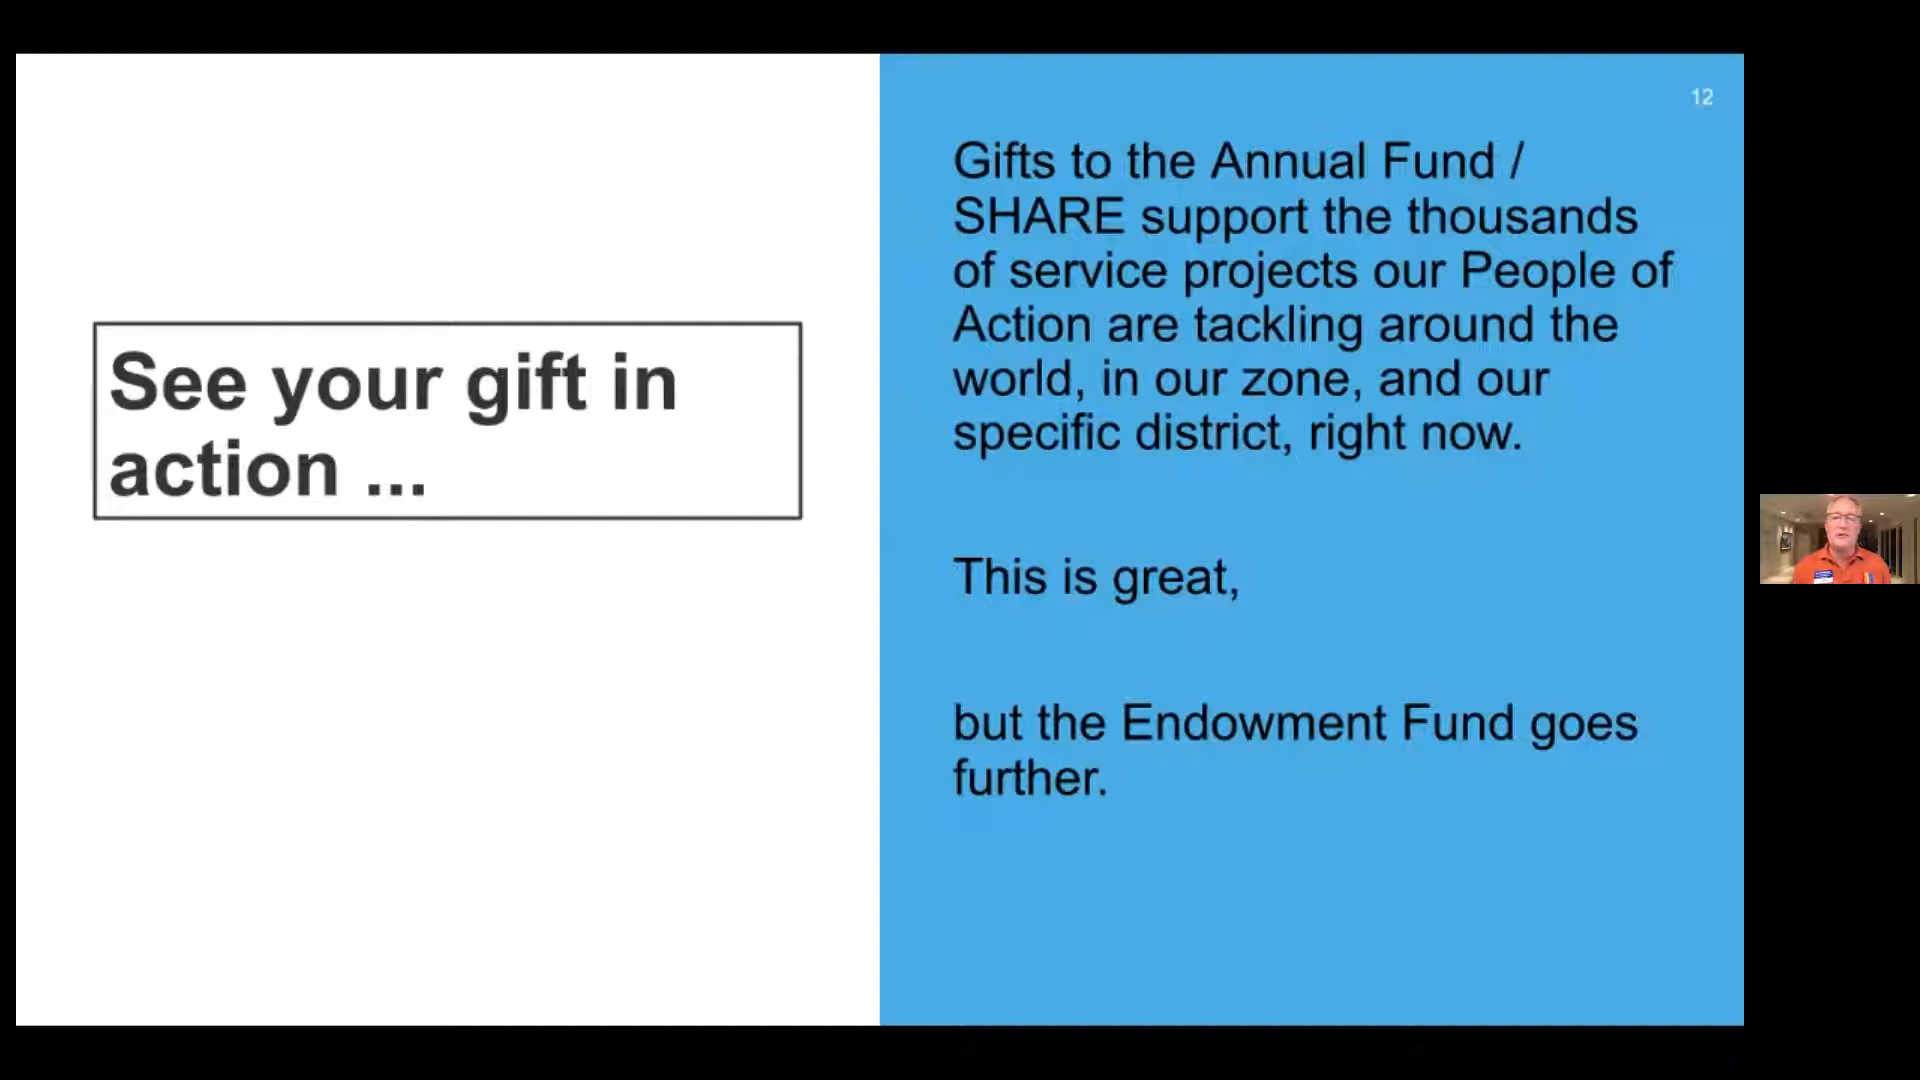 12
See your gift in
action ...
Gifts to the Annual Fund /
SHARE support the thousands
of service projects our People of
Action are tackling around the
world, in our zone, and our
specific district, right now.
This is great,
but the Endowment Fund goes
further.